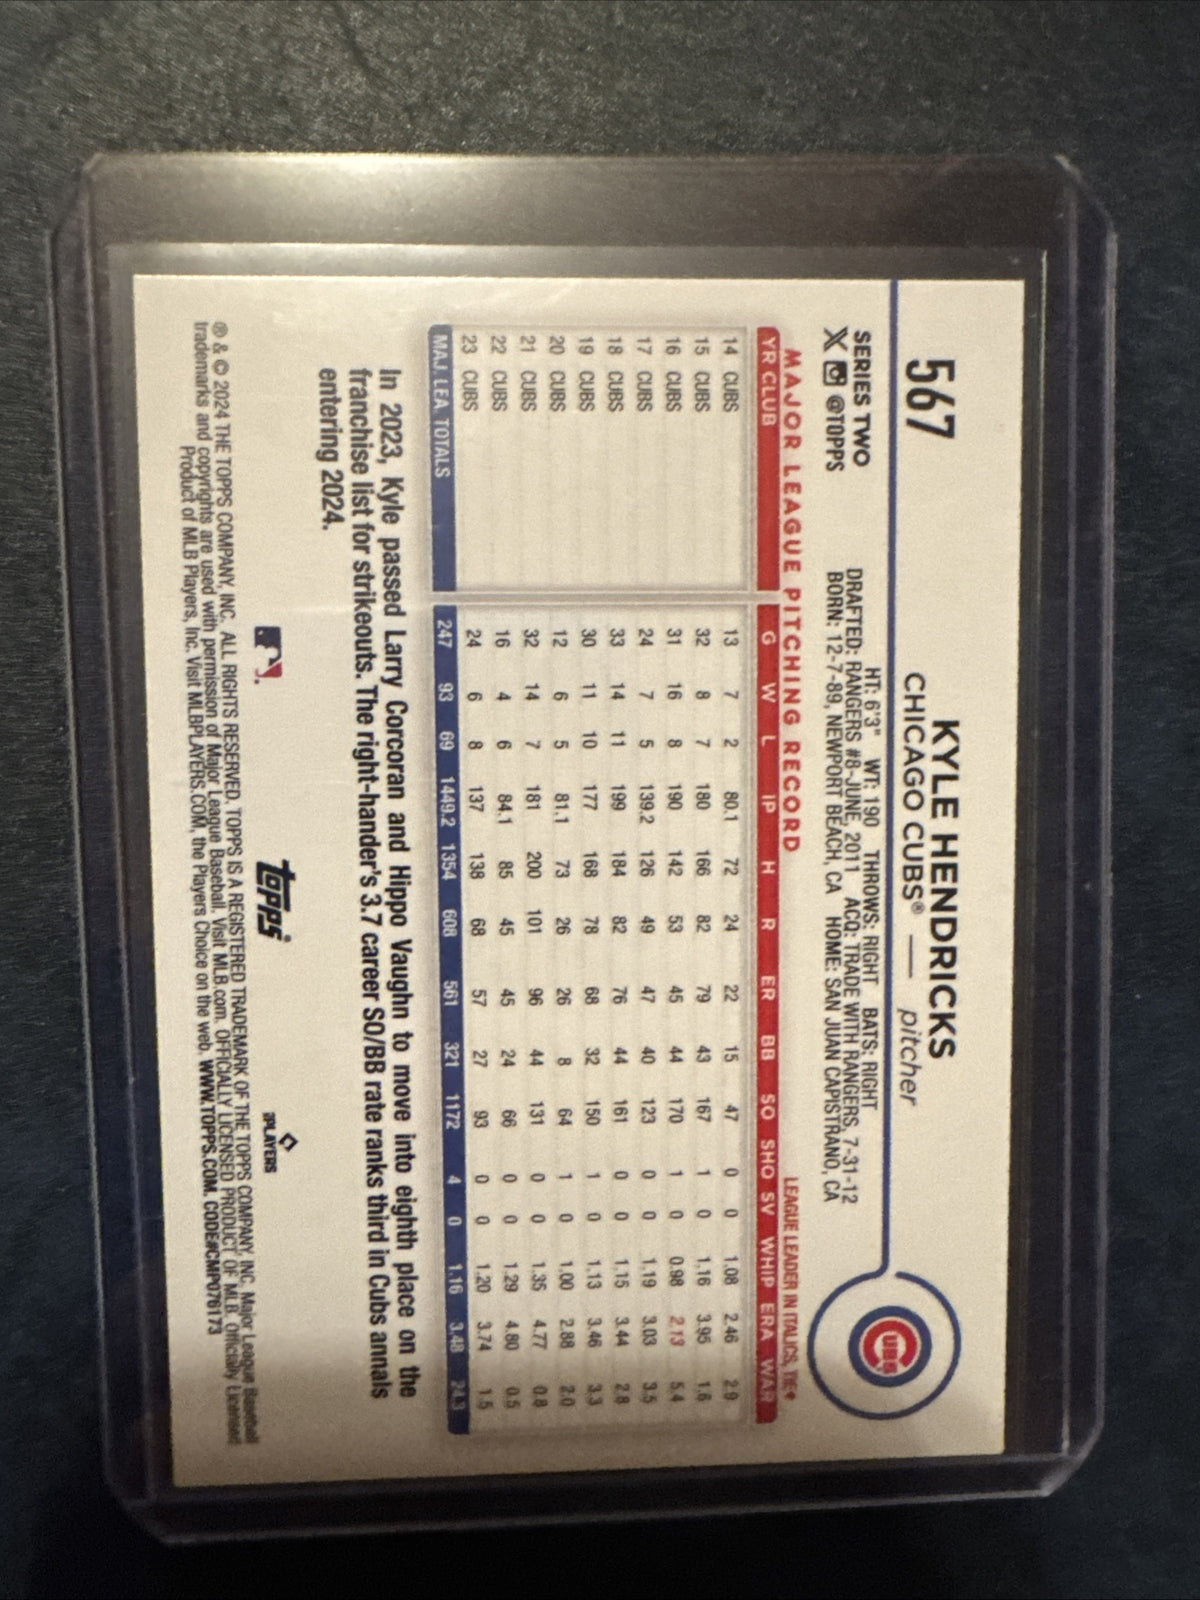 567
KYLE HENDRICKS
CHICAGO CUBS® — pitcher
CUBS
SERIES TWO
@TOPPS
HT: 6'3" WT: 190 THROWS: RIGHT BATS: RIGHT
DRAFTED: RANGERS #8-JUNE, 2011 ACQ: TRADE WITH RANGERS, 7-31-12
BORN: 12-7-89, NEWPORT BEACH, CA HOME: SAN JUAN CAPISTRANO, CA
MAJOR LEAGUE PITCHING RECORD
LEAGUE LEADER IN ITALICS, TIE♦
YR CLUB G W L IP H R ER BB SO SHO SV WHIP ERA WAR
14 CUBS 13 7 2 80.1 72 24 22 15 47 0 0 1.08 2.46 2.9
15 CUBS 32 8 7 180 166 82 79 43 167 1 0 1.16 3.95 1.6
16 CUBS 31 16 8 190 142 53 45 44 170 1 0 0.98 2.13 5.4
17 CUBS 24 7 5 139.2 126 49 47 40 123 0 0 1.19 3.03 3.5
18 CUBS 33 14 11 199 184 82 76 44 161 0 0 1.15 3.44 2.8
19 CUBS 30 11 10 177 168 78 68 32 150 1 0 1.13 3.46 3.3
20 CUBS 12 6 5 81.1 73 26 26 8 64 1 0 1.00 2.88 2.0
21 CUBS 32 14 7 181 200 101 96 44 131 0 0 1.35 4.77 0.8
22 CUBS 16 4 6 84.1 85 45 45 24 66 0 0 1.29 4.80 0.5
23 CUBS 24 6 8 137 138 68 57 27 93 0 0 1.20 3.74 1.5
MAJ. LEA. TOTALS 247 93 69 1449.2 1354 608 561 321 1172 4 0 1.16 3.48 24.3
In 2023, Kyle passed Larry Corcoran and Hippo Vaughn to move into eighth place on the
franchise list for strikeouts. The right-hander's 3.7 career SO/BB rate ranks third in Cubs annals
entering 2024.
topps®
PLAYERS
® & © 2024 THE TOPPS COMPANY, INC. ALL RIGHTS RESERVED. TOPPS IS A REGISTERED TRADEMARK OF THE TOPPS COMPANY, INC. Major League Baseball
trademarks and copyrights are used with permission of Major League Baseball. Visit MLB.com. OFFICIALLY LICENSED PRODUCT OF MLB. Officially Licensed
Product of MLB Players, Inc. Visit MLBPLAYERS.COM, the Players Choice on the web. WWW.TOPPS.COM. CODE#CMP076173